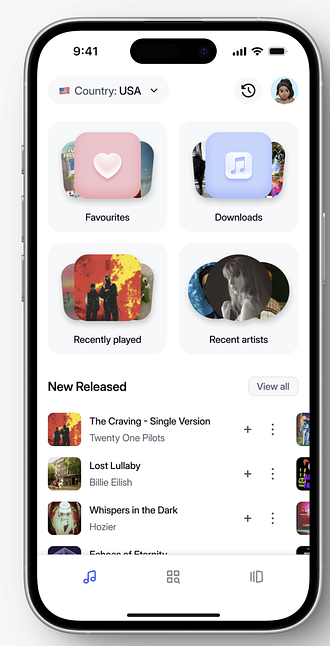 9:41
Country: USA
Favourites
Downloads
Recently played
Recent artists
New Released
View all
The Craving - Single Version
Twenty One Pilots
Lost Lullaby
Billie Eilish
Whispers in the Dark
Hozier
Echoes of Eternity